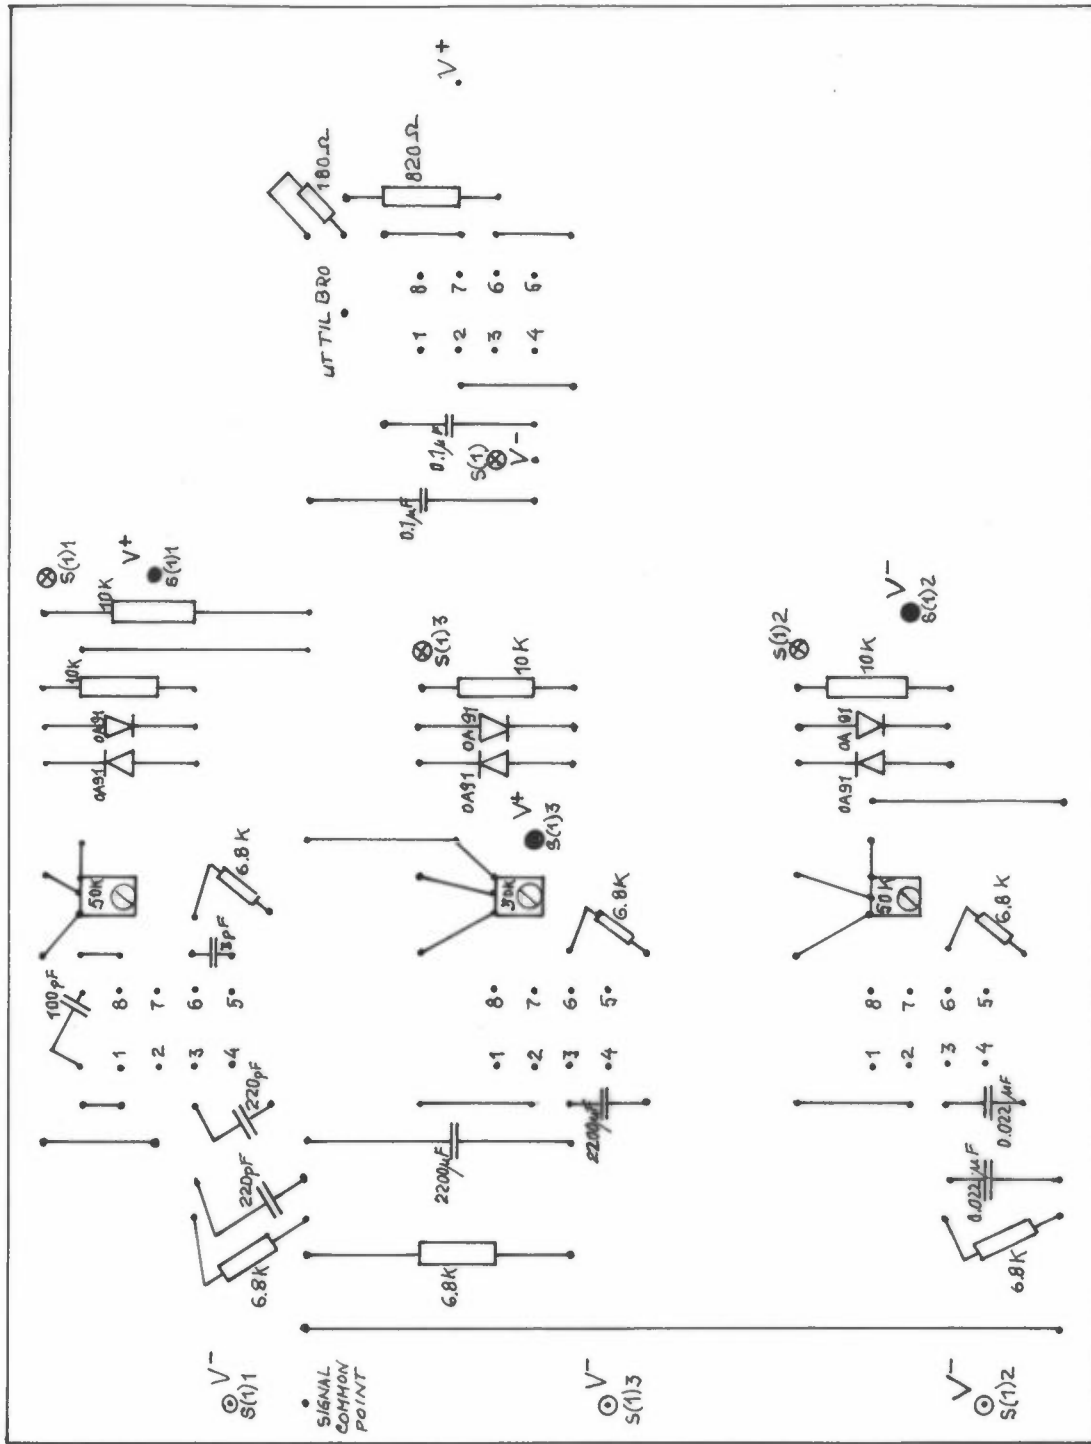 V+
180Ω
820Ω
UT TIL BRO
8
7
6
5
1
2
3
4
0.1μF
S(1)
V-
0.1μF
S(1)1
V+
S(1)1
10K
10K
0A91
0A91
50K
6.8K
3pF
100pF
8
7
6
5
1
2
3
4
220pF
220pF
6.8K
V-
S(1)1
SIGNAL
COMMON
POINT
S(1)3
10K
0A91
0A91
V+
S(1)3
6.8K
8
7
6
5
1
2
3
4
2200μF
2200μF
6.8K
V-
S(1)3
V-
S(1)2
S(1)2
10K
0A91
0A91
50K
6.8K
8
7
6
5
1
2
3
4
0.022μF
0.022μF
6.8K
V-
S(1)2